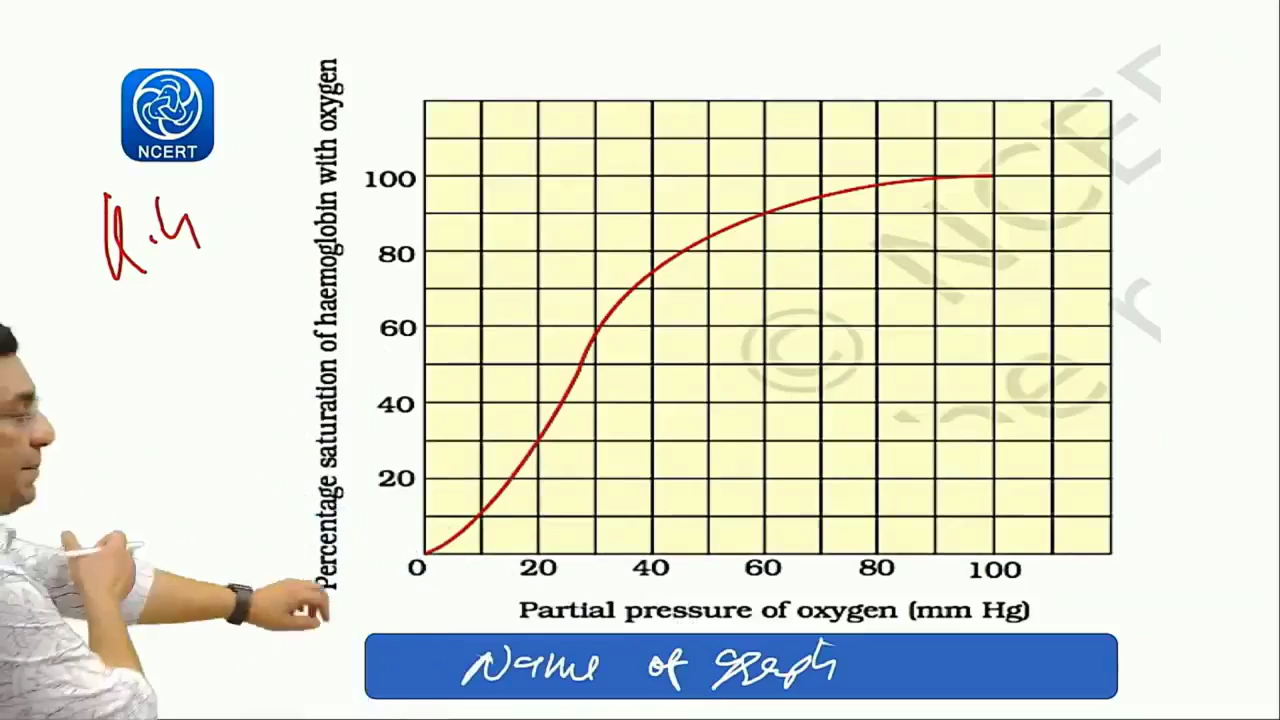 NCERT
Percentage saturation of haemoglobin with oxygen
100
80
60
40
20
0 20 40 60 80 100
Partial pressure of oxygen (mm Hg)
Name of graph
© NCER